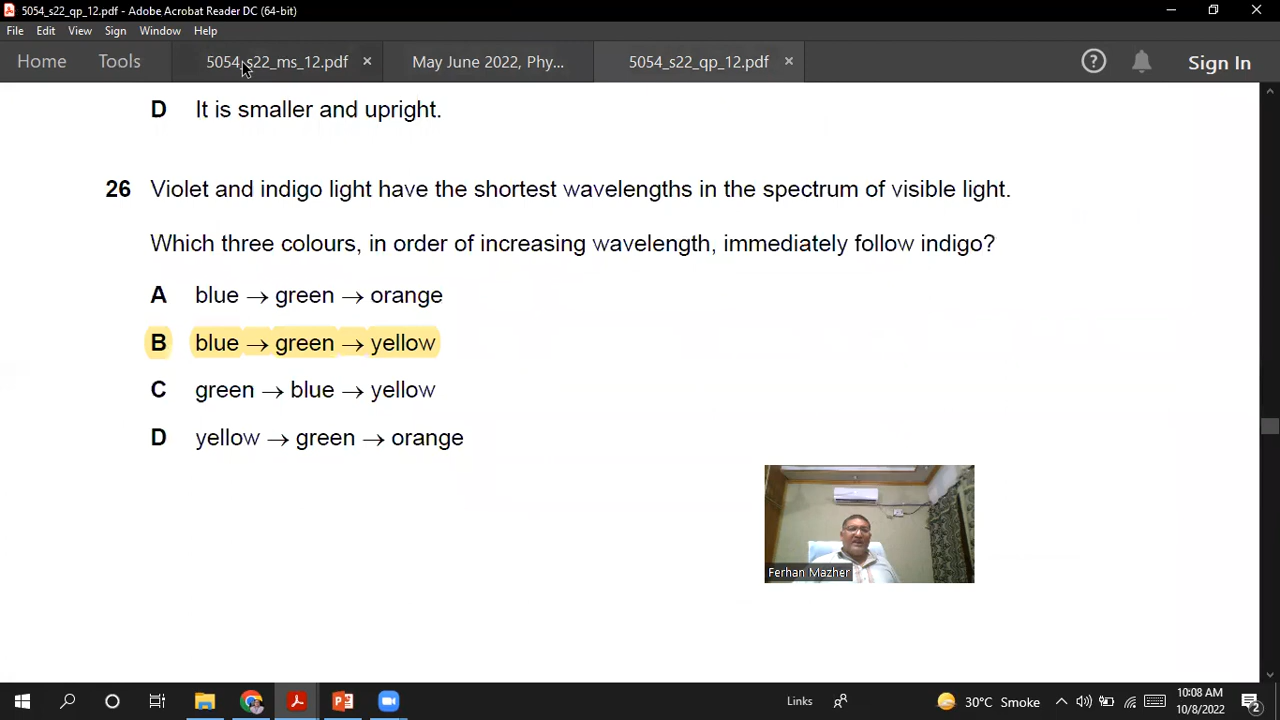 5054_s22_qp_12.pdf - Adobe Acrobat Reader DC (64-bit)
File Edit View Sign Window Help
Home Tools 5054_s22_ms_12.pdf × May June 2022, Phy... 5054_s22_qp_12.pdf × ? Sign In
D It is smaller and upright.
26 Violet and indigo light have the shortest wavelengths in the spectrum of visible light.
Which three colours, in order of increasing wavelength, immediately follow indigo?
A blue → green → orange
B blue → green → yellow
C green → blue → yellow
D yellow → green → orange
Ferhan Mazher
Links 30°C Smoke 10:08 AM
10/8/2022 2